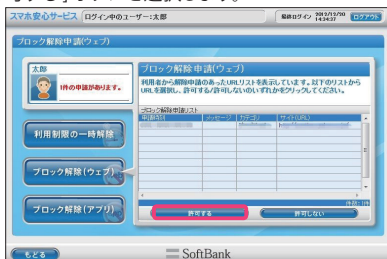 スマホ安心サービス ログイン中のユーザー:太郎
最終ログイン 2012/12/20 14:34:37 ログアウト
ブロック解除申請(ウェブ)
太郎
1件の申請があります。
利用制限の一時解除
ブロック解除(ウェブ)
ブロック解除(アプリ)
ブロック解除申請(ウェブ)
利用者から解除申請のあったURLリストを表示しています。以下のリストから
URLを選択し、許可する/許可しないのいずれかをクリックしてください。
ブロック解除申請リスト
申請時刻 メッセージ カテゴリ サイト(URL)
件数:1件
許可する 許可しない
もどる
SoftBank